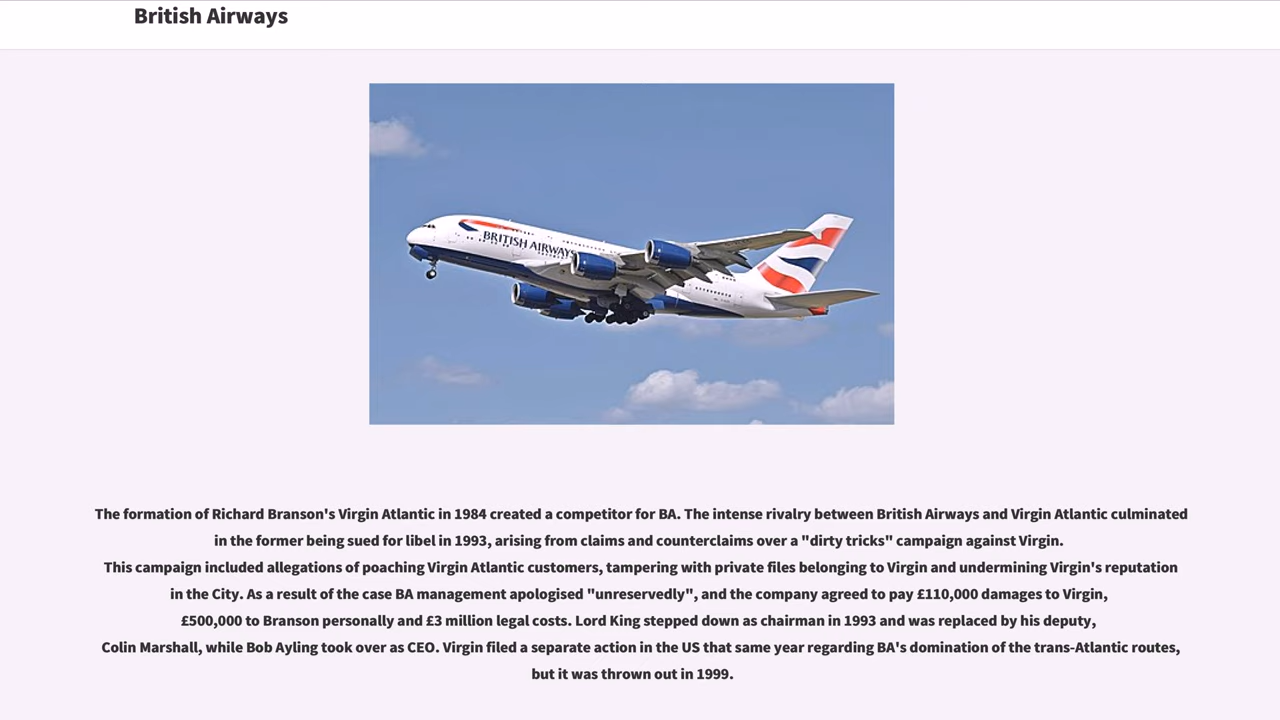 British Airways
BRITISH AIRWAYS
The formation of Richard Branson's Virgin Atlantic in 1984 created a competitor for BA. The intense rivalry between British Airways and Virgin Atlantic culminated
in the former being sued for libel in 1993, arising from claims and counterclaims over a "dirty tricks" campaign against Virgin.
This campaign included allegations of poaching Virgin Atlantic customers, tampering with private files belonging to Virgin and undermining Virgin's reputation
in the City. As a result of the case BA management apologised "unreservedly", and the company agreed to pay £110,000 damages to Virgin,
£500,000 to Branson personally and £3 million legal costs. Lord King stepped down as chairman in 1993 and was replaced by his deputy,
Colin Marshall, while Bob Ayling took over as CEO. Virgin filed a separate action in the US that same year regarding BA's domination of the trans-Atlantic routes,
but it was thrown out in 1999.